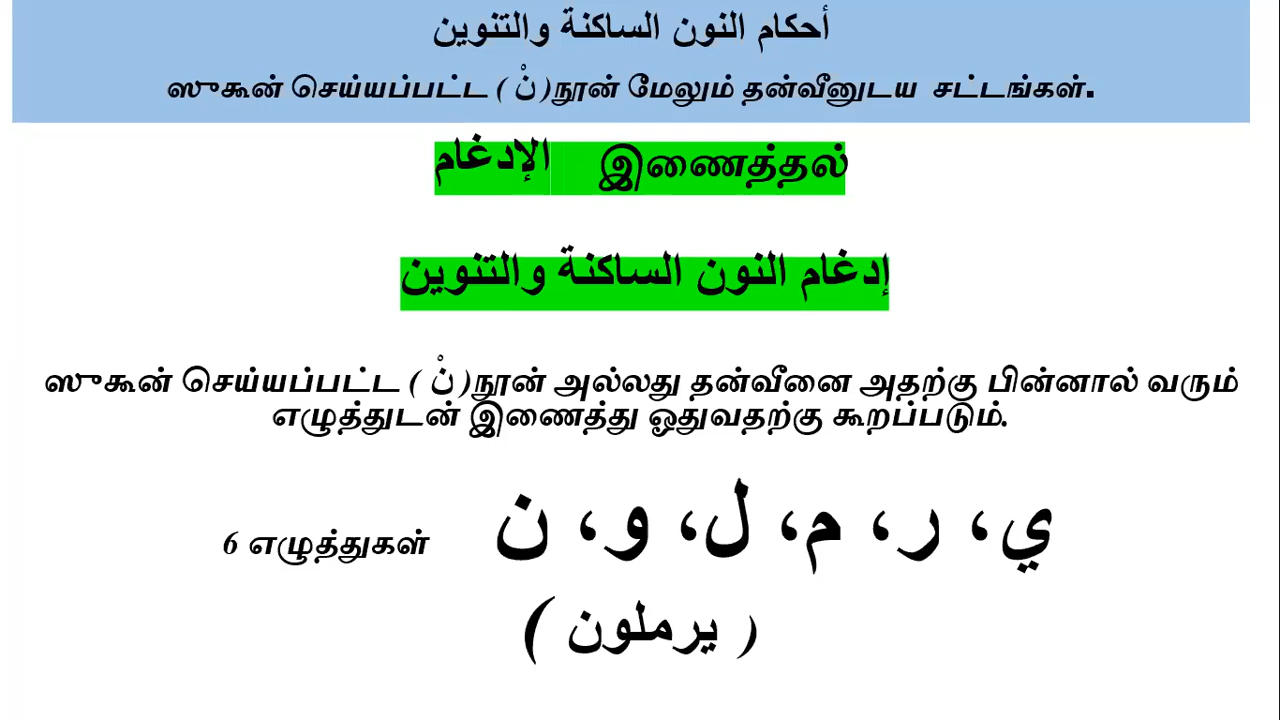 أحكام النون الساكنة والتنوين
ஸுகூன் செய்யப்பட்ட ( نْ )நூன் மேலும் தன்வீனுடய சட்டங்கள்.
الإدغام இணைத்தல்
إدغام النون الساكنة والتنوين
ஸுகூன் செய்யப்பட்ட ( نْ )நூன் அல்லது தன்வீனை அதற்கு பின்னால் வரும்
எழுத்துடன் இணைத்து ஓதுவதற்கு கூறப்படும்.
6 எழுத்துகள் ي، ر، م، ل، و، ن
( يرملون )